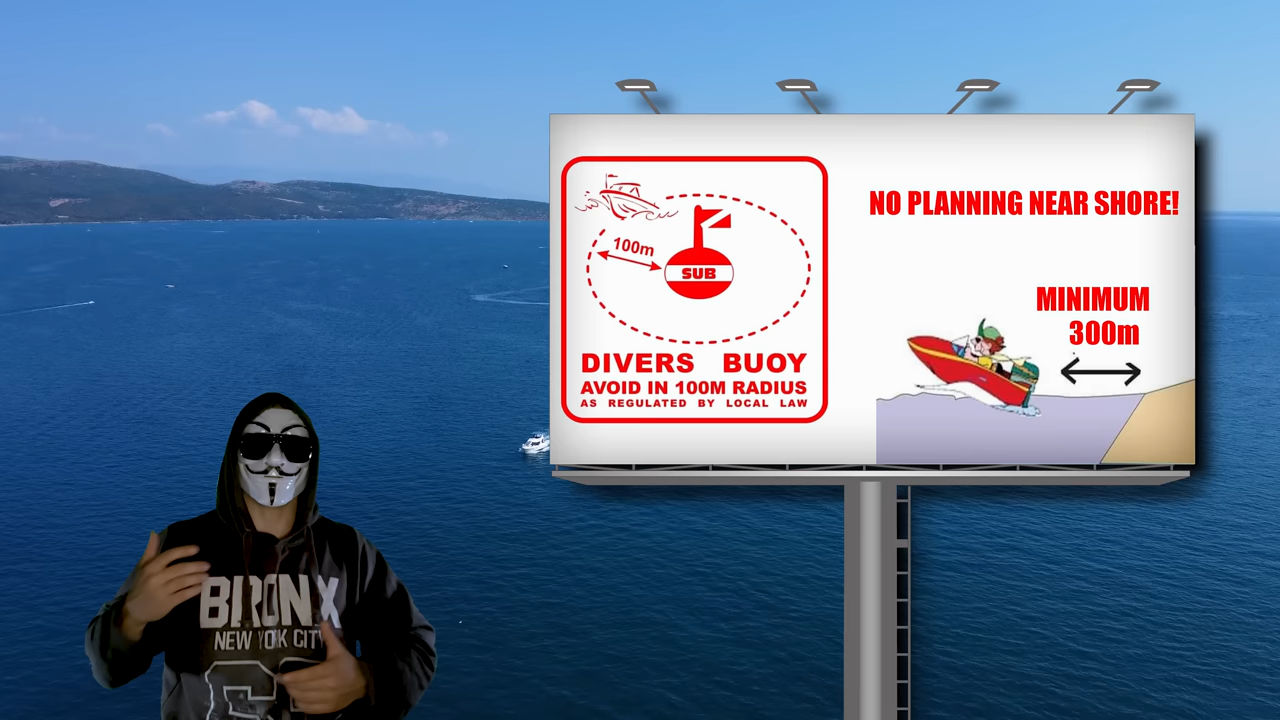 100m
SUB
DIVERS BUOY
AVOID IN 100M RADIUS
AS REGULATED BY LOCAL LAW
NO PLANNING NEAR SHORE!
MINIMUM
300m
BRONX
NEW YORK CITY